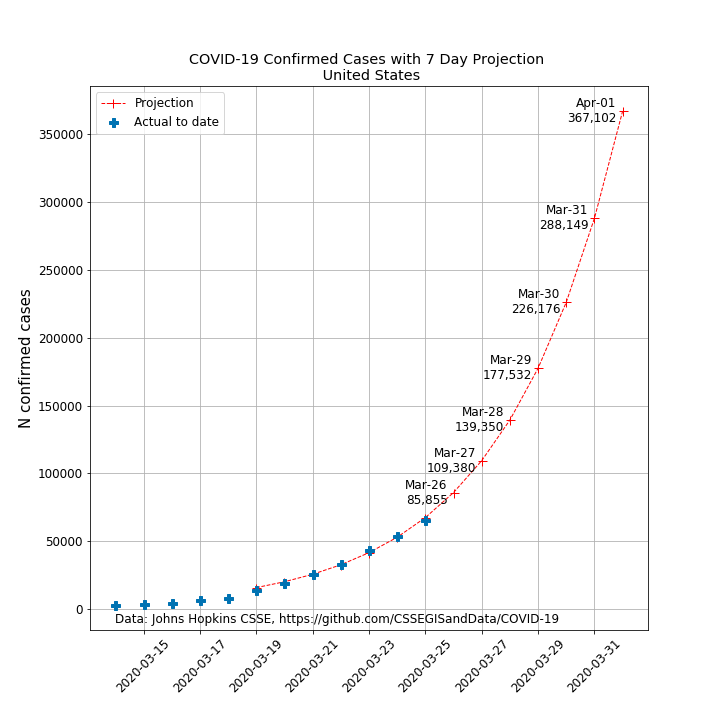 COVID-19 Confirmed Cases with 7 Day Projection
United States
Projection
Actual to date
N confirmed cases
350000
300000
250000
200000
150000
100000
50000
0
Apr-01
367,102
Mar-31
288,149
Mar-30
226,176
Mar-29
177,532
Mar-28
139,350
Mar-27
109,380
Mar-26
85,855
Data: Johns Hopkins CSSE, https://github.com/CSSEGISandData/COVID-19
2020-03-15
2020-03-17
2020-03-19
2020-03-21
2020-03-23
2020-03-25
2020-03-27
2020-03-29
2020-03-31